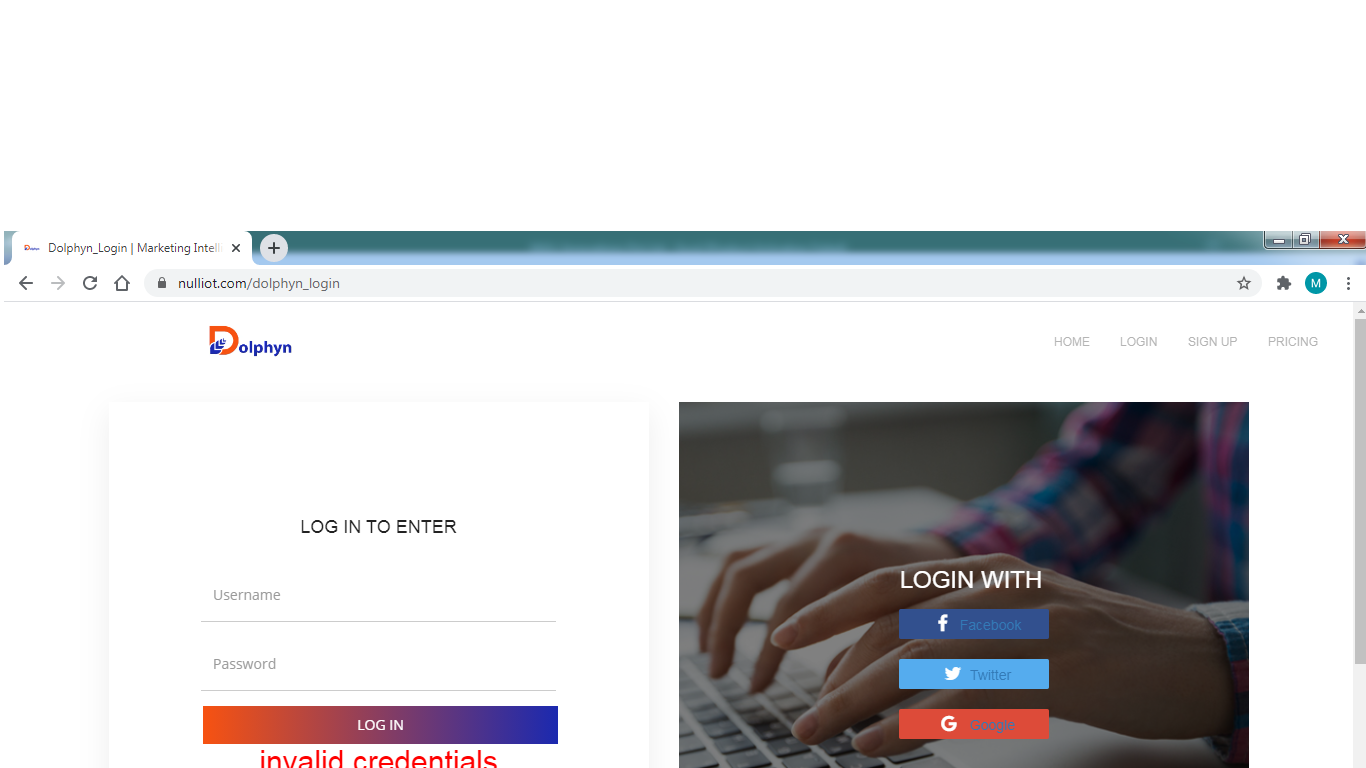 Dolphyn_Login | Marketing Intelli
nulliot.com/dolphyn_login
M
Dolphyn
HOME LOGIN SIGN UP PRICING
LOG IN TO ENTER
Username
Password
LOG IN
invalid credentials
LOGIN WITH
Facebook
Twitter
Google